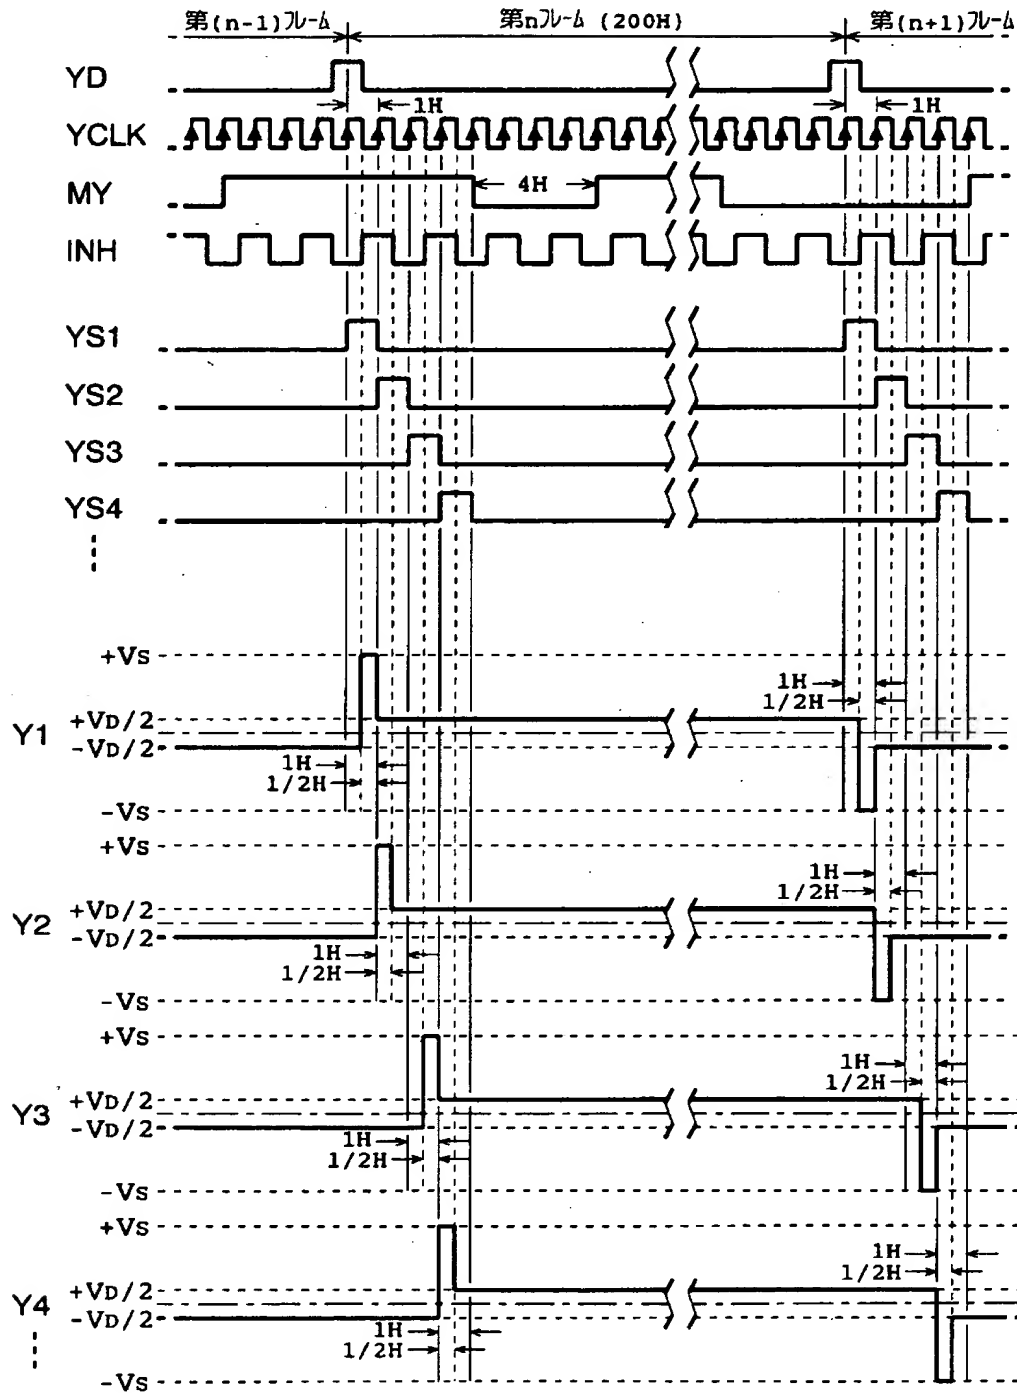 第(n-1)フレーム 第nフレーム (200H) 第(n+1)フレーム
YD
1H 1H
YCLK
MY 4H
INH
YS1
YS2
YS3
YS4
+VS
1H
1/2H
+VD/2
Y1
-VD/2
1H
1/2H
-VS
+VS
1H
1/2H
+VD/2
Y2
-VD/2
1H
1/2H
-VS
+VS
1H
1/2H
+VD/2
Y3
-VD/2
1H
1/2H
-VS
+VS
1H
1/2H
+VD/2
Y4
-VD/2
1H
1/2H
-VS